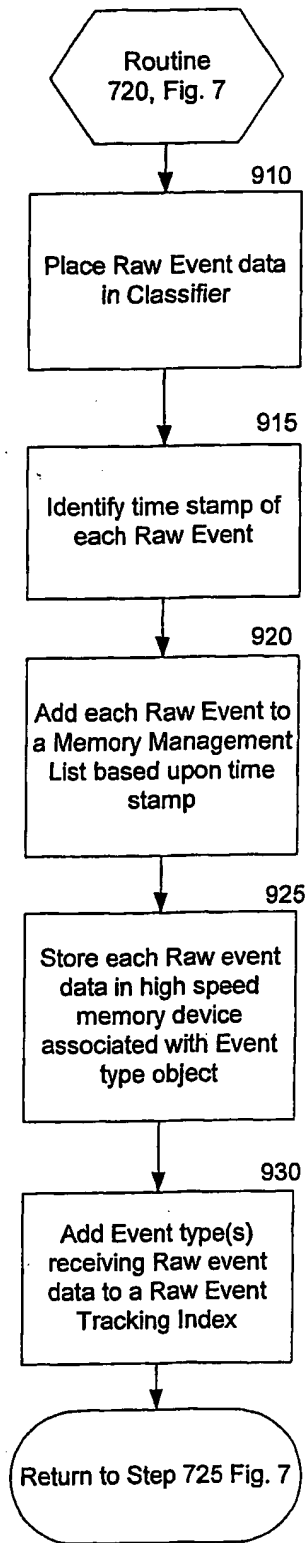 Routine
720, Fig. 7
910
Place Raw Event data
in Classifier
915
Identify time stamp of
each Raw Event
920
Add each Raw Event to
a Memory Management
List based upon time
stamp
925
Store each Raw event
data in high speed
memory device
associated with Event
type object
930
Add Event type(s)
receiving Raw event
data to a Raw Event
Tracking Index
Return to Step 725 Fig. 7